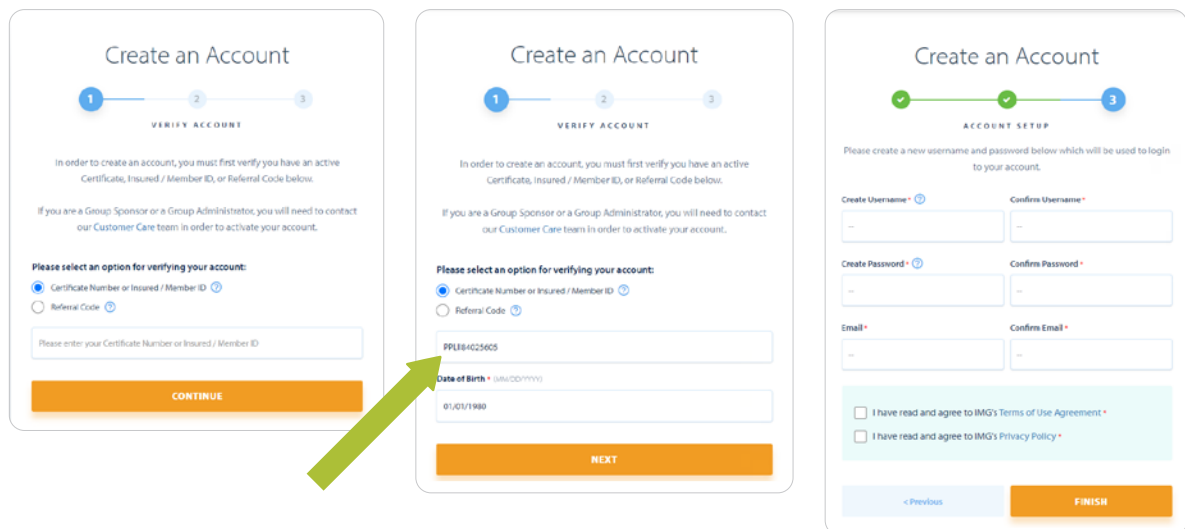 Create an Account
1 2 3
VERIFY ACCOUNT
In order to create an account, you must first verify you have an active
Certificate, Insured / Member ID, or Referral Code below.
If you are a Group Sponsor or a Group Administrator, you will need to contact
our Customer Care team in order to activate your account.
Please select an option for verifying your account:
Certificate Number or Insured / Member ID ?
Referral Code ?
Please enter your Certificate Number or Insured / Member ID
CONTINUE
Create an Account
1 2 3
VERIFY ACCOUNT
In order to create an account, you must first verify you have an active
Certificate, Insured / Member ID, or Referral Code below.
If you are a Group Sponsor or a Group Administrator, you will need to contact
our Customer Care team in order to activate your account.
Please select an option for verifying your account:
Certificate Number or Insured / Member ID ?
Referral Code ?
Date of Birth * (MM/DD/YYYY)
01/01/1980
NEXT
Create an Account
3
ACCOUNT SETUP
Please create a new username and password below which will be used to login
to your account.
Create Username * ? Confirm Username *
-- --
Create Password * ? Confirm Password *
-- --
Email * Confirm Email *
-- --
I have read and agree to IMG's Terms of Use Agreement *
I have read and agree to IMG's Privacy Policy *
< Previous FINISH